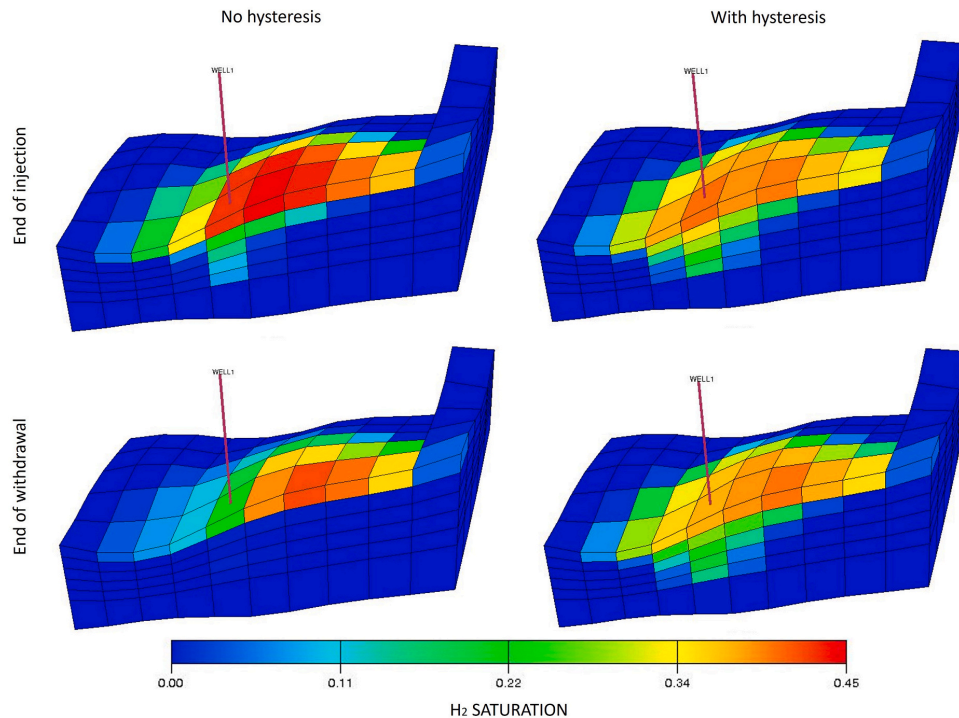 No hysteresis
With hysteresis
End of injection
WELL1
WELL1
End of withdrawal
WELL1
WELL1
0.00
0.11
0.22
0.34
0.45
H₂ SATURATION